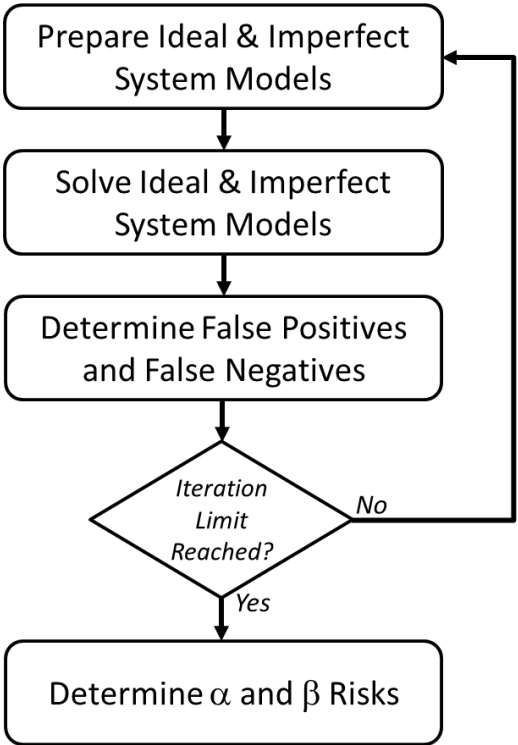 Prepare Ideal & Imperfect
System Models
Solve Ideal & Imperfect
System Models
Determine False Positives
and False Negatives
Iteration
Limit
Reached?
No
Yes
Determine α and β Risks